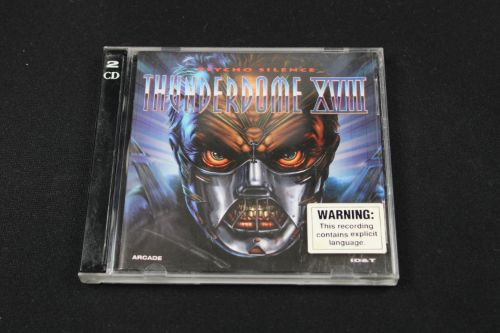 2
CD
PSYCHO SILENCE
THUNDERDOME XVIII
WARNING:
This recording
contains explicit
language.
ARCADE
ID&T